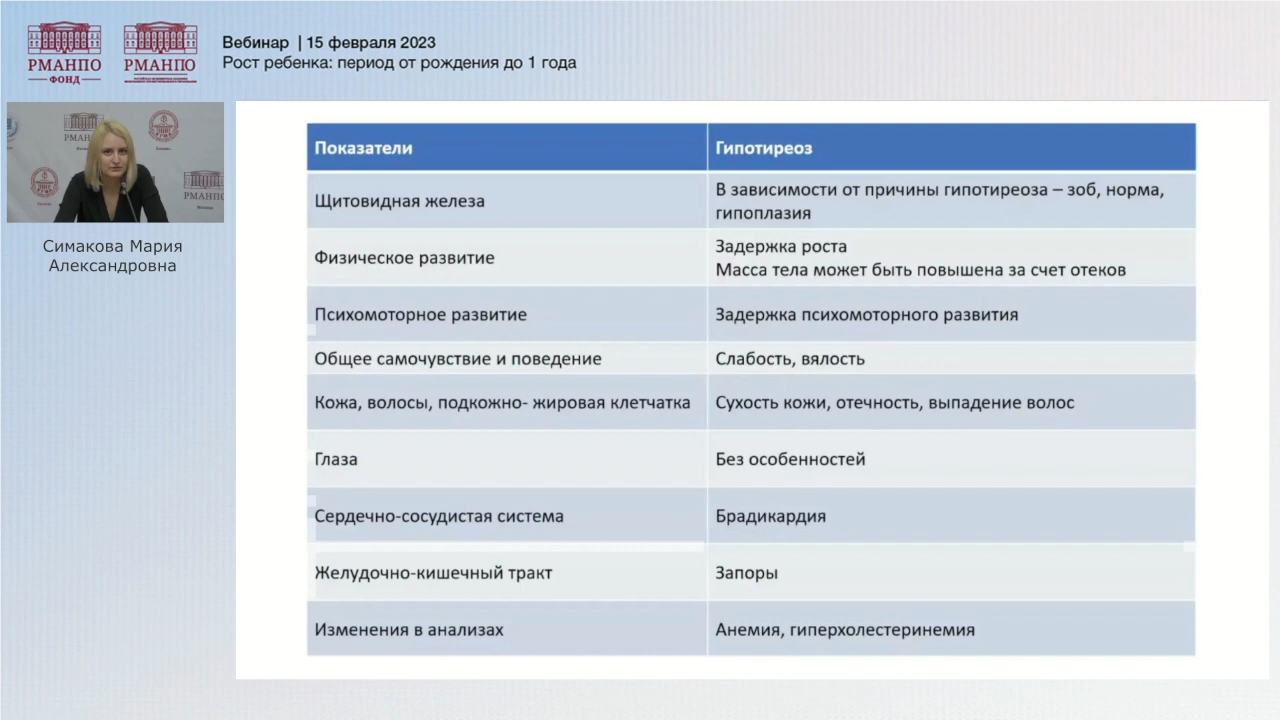 РМАНПО
ФОНД
РМАНПО
Вебинар | 15 февраля 2023
Рост ребенка: период от рождения до 1 года
РМАНПО
РМАНПО
Симакова Мария
Александровна
Показатели
Гипотиреоз
Щитовидная железа
В зависимости от причины гипотиреоза – зоб, норма,
гипоплазия
Физическое развитие
Задержка роста
Масса тела может быть повышена за счет отеков
Психомоторное развитие
Задержка психомоторного развития
Общее самочувствие и поведение
Слабость, вялость
Кожа, волосы, подкожно- жировая клетчатка
Сухость кожи, отечность, выпадение волос
Глаза
Без особенностей
Сердечно-сосудистая система
Брадикардия
Желудочно-кишечный тракт
Запоры
Изменения в анализах
Анемия, гиперхолестеринемия